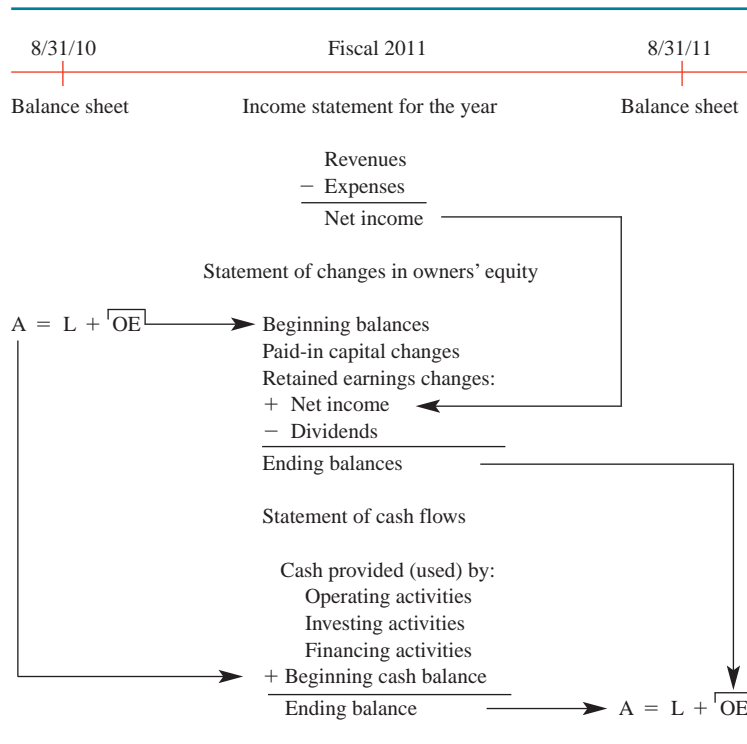 8/31/10 Fiscal 2011 8/31/11
Balance sheet Income statement for the year Balance sheet
Revenues
− Expenses
Net income
Statement of changes in owners’ equity
A = L + OE Beginning balances
Paid-in capital changes
Retained earnings changes:
+ Net income
− Dividends
Ending balances
Statement of cash flows
Cash provided (used) by:
Operating activities
Investing activities
Financing activities
+ Beginning cash balance
Ending balance A = L + OE